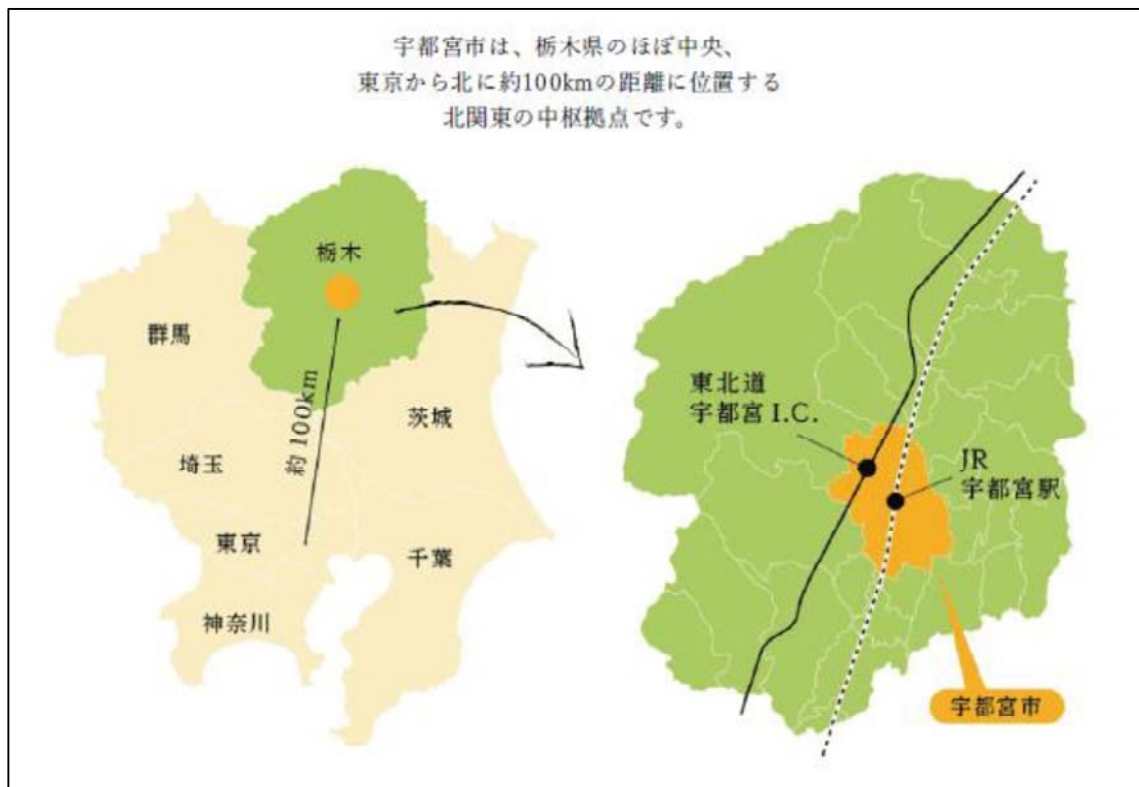 宇都宮市は、栃木県のほぼ中央、
東京から北に約100kmの距離に位置する
北関東の中枢拠点です。
栃木
群馬
茨城
約100km
埼玉
東京
千葉
神奈川
東北道
宇都宮 I.C.
JR
宇都宮駅
宇都宮市